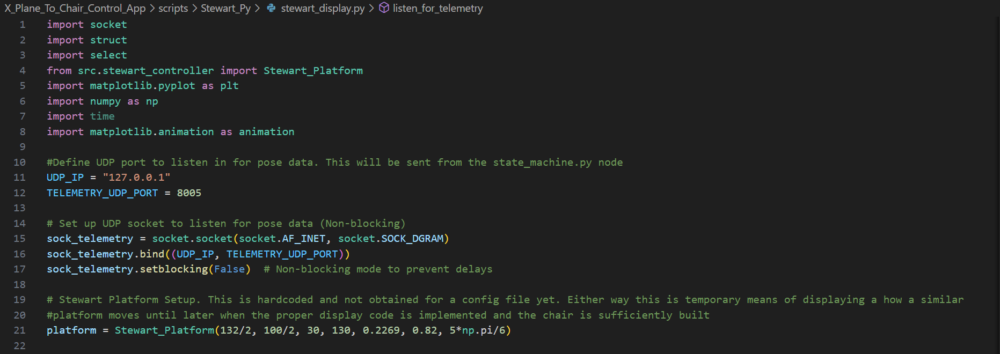 X_Plane_To_Chair_Control_App > scripts > Stewart_Py > stewart_display.py > listen_for_telemetry
1 import socket
2 import struct
3 import select
4 from src.stewart_controller import Stewart_Platform
5 import matplotlib.pyplot as plt
6 import numpy as np
7 import time
8 import matplotlib.animation as animation
9
10 #Define UDP port to listen in for pose data. This will be sent from the state_machine.py node
11 UDP_IP = "127.0.0.1"
12 TELEMETRY_UDP_PORT = 8005
13
14 # Set up UDP socket to listen for pose data (Non-blocking)
15 sock_telemetry = socket.socket(socket.AF_INET, socket.SOCK_DGRAM)
16 sock_telemetry.bind((UDP_IP, TELEMETRY_UDP_PORT))
17 sock_telemetry.setblocking(False)  # Non-blocking mode to prevent delays
18
19 # Stewart Platform Setup. This is hardcoded and not obtained for a config file yet. Either way this is temporary means of displaying a how a similar
20 #platform moves until later when the proper display code is implemented and the chair is sufficiently built
21 platform = Stewart_Platform(132/2, 100/2, 30, 130, 0.2269, 0.82, 5*np.pi/6)
22